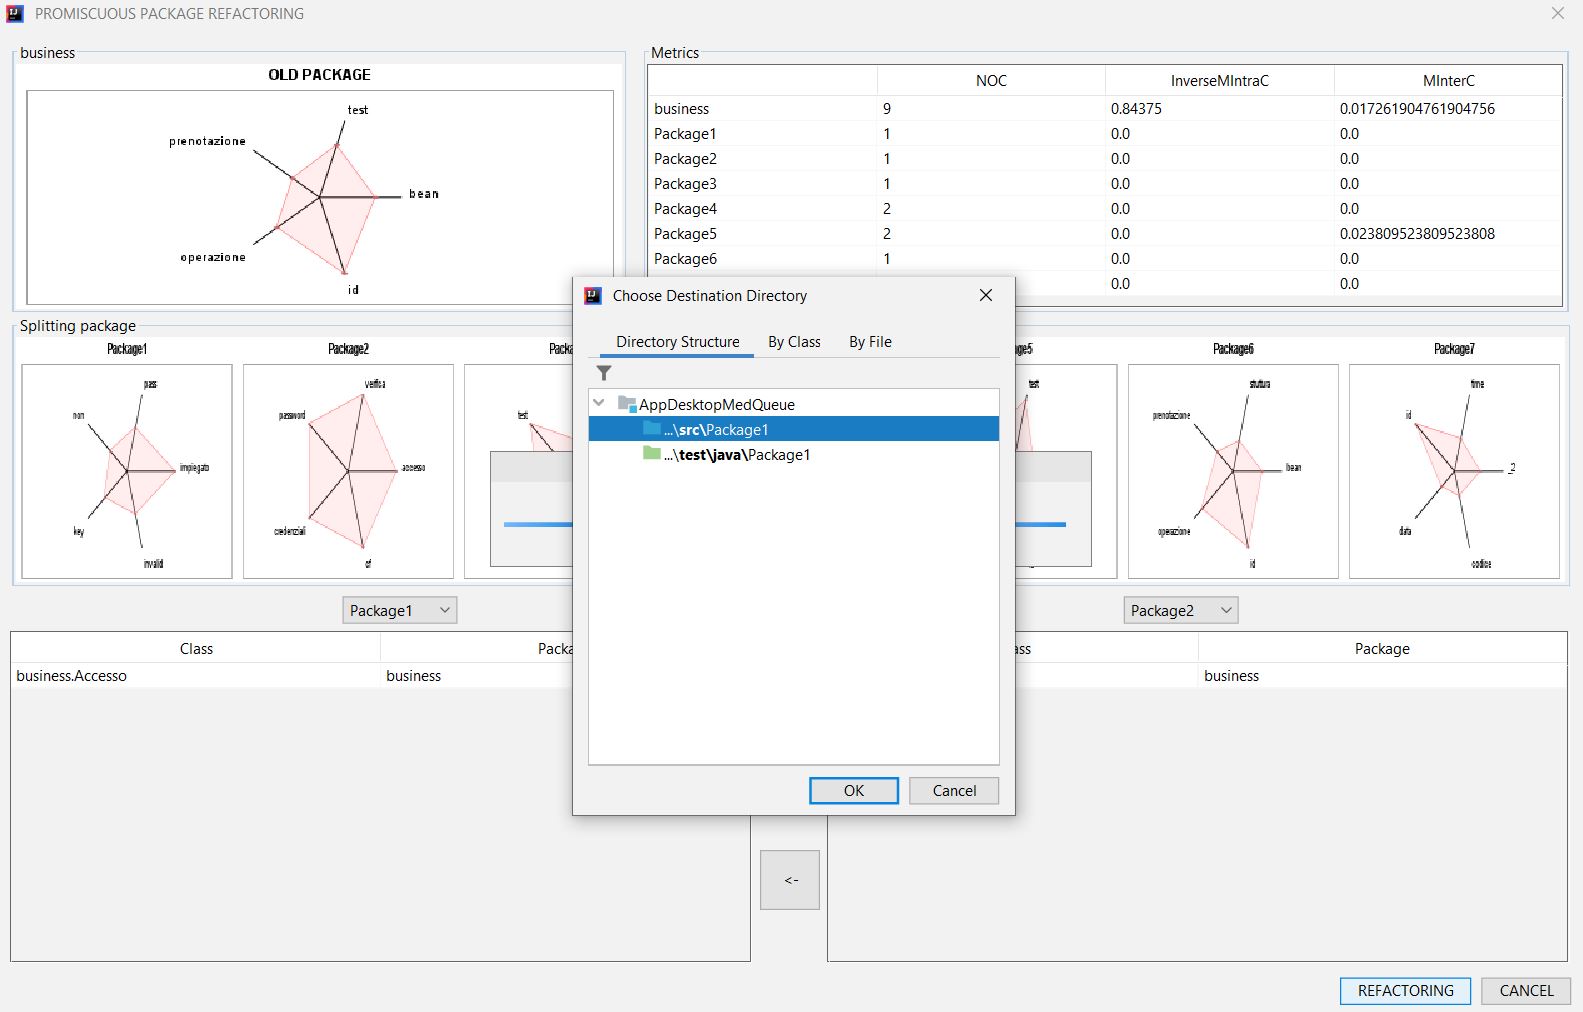 PROMISCUOUS PACKAGE REFACTORING
business
OLD PACKAGE
test
prenotazione
bean
operazione
id
Metrics
NOC InverseMIntraC MInterC
business 9 0.84375 0.017261904761904756
Package1 1 0.0 0.0
Package2 1 0.0 0.0
Package3 1 0.0 0.0
Package4 2 0.0 0.0
Package5 2 0.0 0.023809523809523808
Package6 1 0.0 0.0
0.0 0.0
Splitting package
Package1
pass
nom
impiegato
key
invalid
Package2
verifica
password
accesso
credenziali
cf
test
test
Package6
struttura
prenotazione
bean
operazione
id
Package7
time
id
_2
data
codice
Choose Destination Directory
Directory Structure By Class By File
AppDesktopMedQueue
...\src\Package1
...\test\java\Package1
OK Cancel
Package1
Package2
Class
business.Accesso business
Package
business
<-
REFACTORING CANCEL